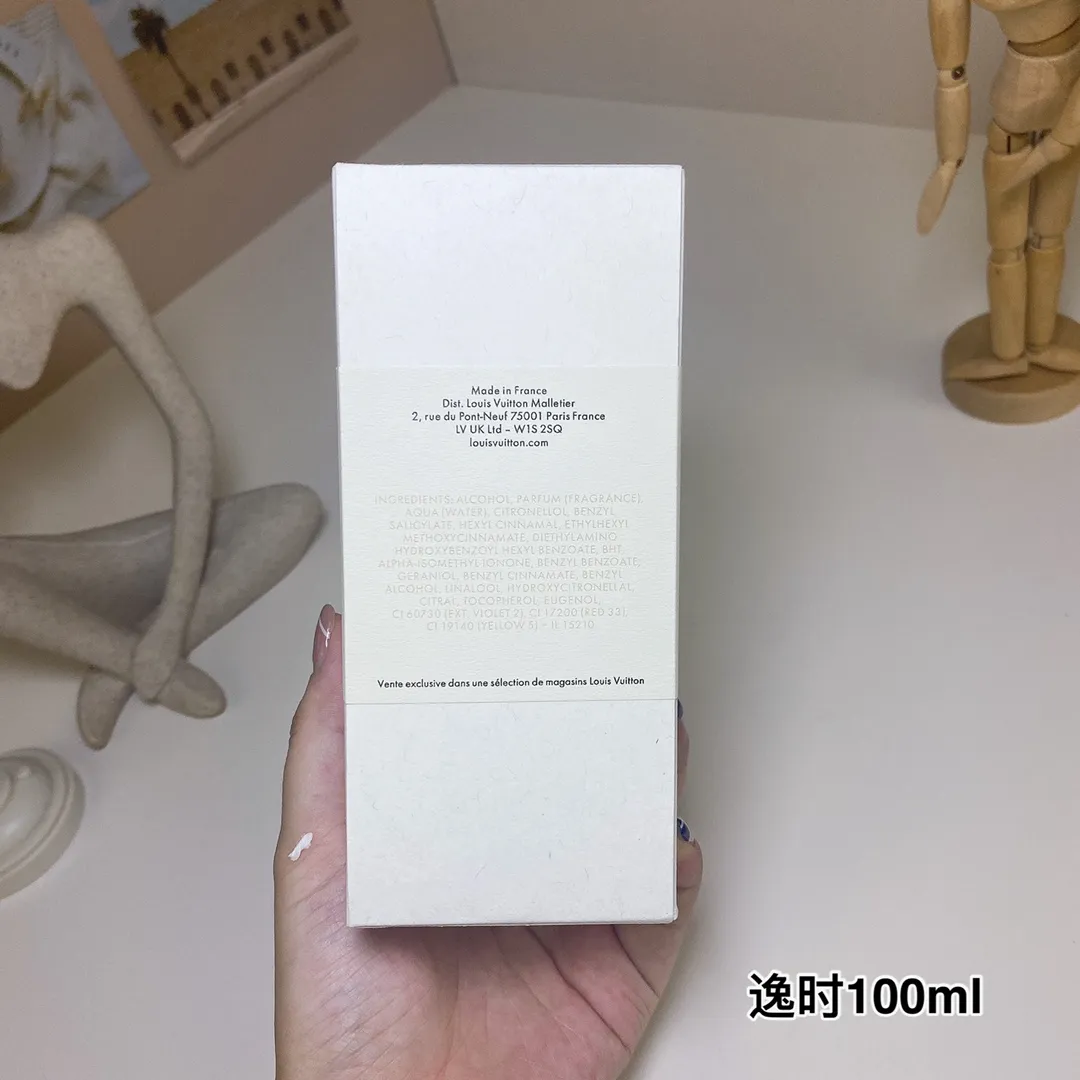 Made in France
Dist. Louis Vuitton Malletier
2, rue du Pont-Neuf 75001 Paris France
LV UK Ltd – W1S 2SQ
louisvuitton.com
INGREDIENTS: ALCOHOL, PARFUM (FRAGRANCE),
AQUA (WATER), CITRONELLOL, BENZYL
SALICYLATE, HEXYL CINNAMAL, ETHYLHEXYL
METHOXYCINNAMATE, DIETHYLAMINO
HYDROXYBENZOYL HEXYL BENZOATE, BHT,
ALPHA-ISOMETHYL IONONE, BENZYL BENZOATE,
GERANIOL, BENZYL CINNAMATE, BENZYL
ALCOHOL, LINALOOL, HYDROXYCITRONELLAL,
CITRAL, TOCOPHEROL, EUGENOL,
CI 60730 (EXT. VIOLET 2), CI 17200 (RED 33),
CI 19140 (YELLOW 5) – IL 15210
Vente exclusive dans une sélection de magasins Louis Vuitton
逸时100ml